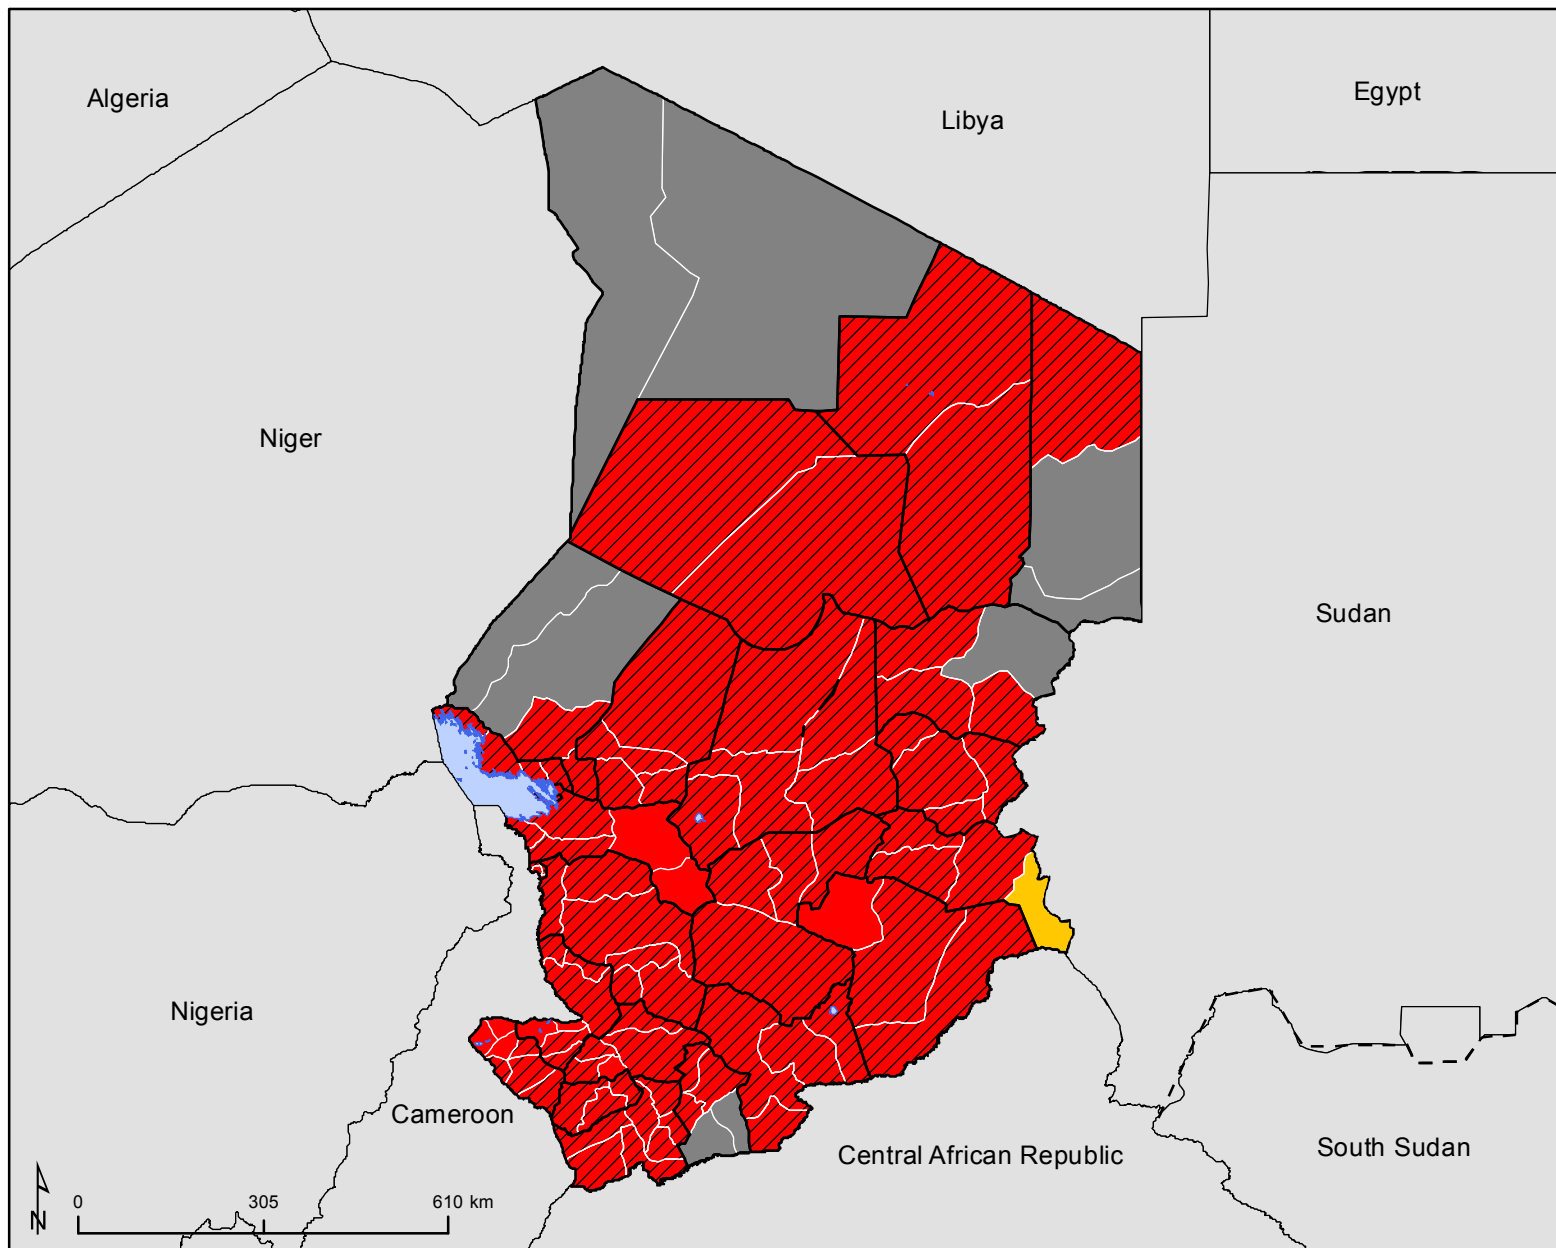 Algeria
Egypt
Libya
Niger
Sudan
Nigeria
Cameroon
Central African Republic
South Sudan
N
0 305 610 km